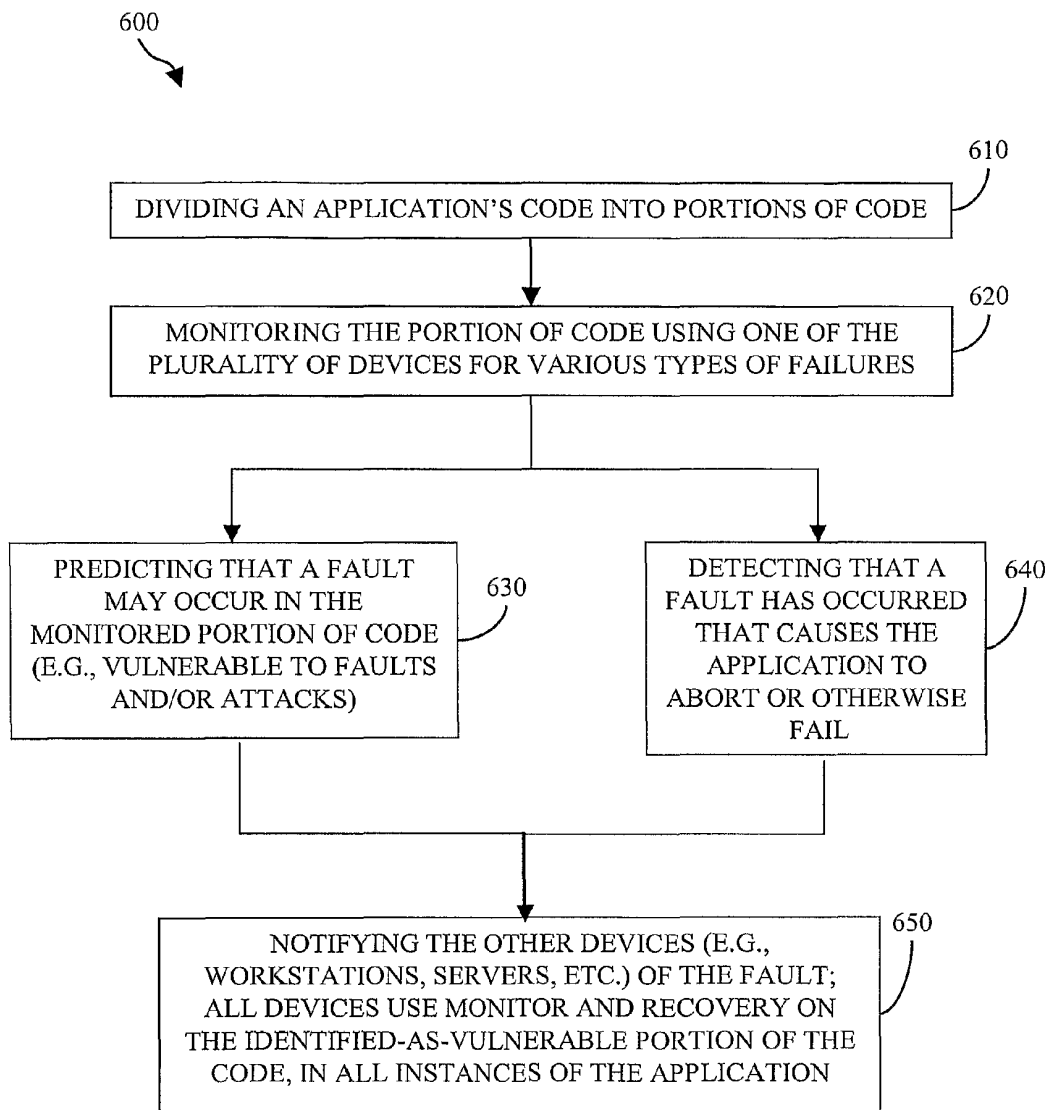 600
610
DIVIDING AN APPLICATION'S CODE INTO PORTIONS OF CODE
620
MONITORING THE PORTION OF CODE USING ONE OF THE
PLURALITY OF DEVICES FOR VARIOUS TYPES OF FAILURES
PREDICTING THAT A FAULT
MAY OCCUR IN THE
MONITORED PORTION OF CODE
(E.G., VULNERABLE TO FAULTS
AND/OR ATTACKS)
630
DETECTING THAT A
FAULT HAS OCCURRED
THAT CAUSES THE
APPLICATION TO
ABORT OR OTHERWISE
FAIL
640
650
NOTIFYING THE OTHER DEVICES (E.G.,
WORKSTATIONS, SERVERS, ETC.) OF THE FAULT;
ALL DEVICES USE MONITOR AND RECOVERY ON
THE IDENTIFIED-AS-VULNERABLE PORTION OF THE
CODE, IN ALL INSTANCES OF THE APPLICATION